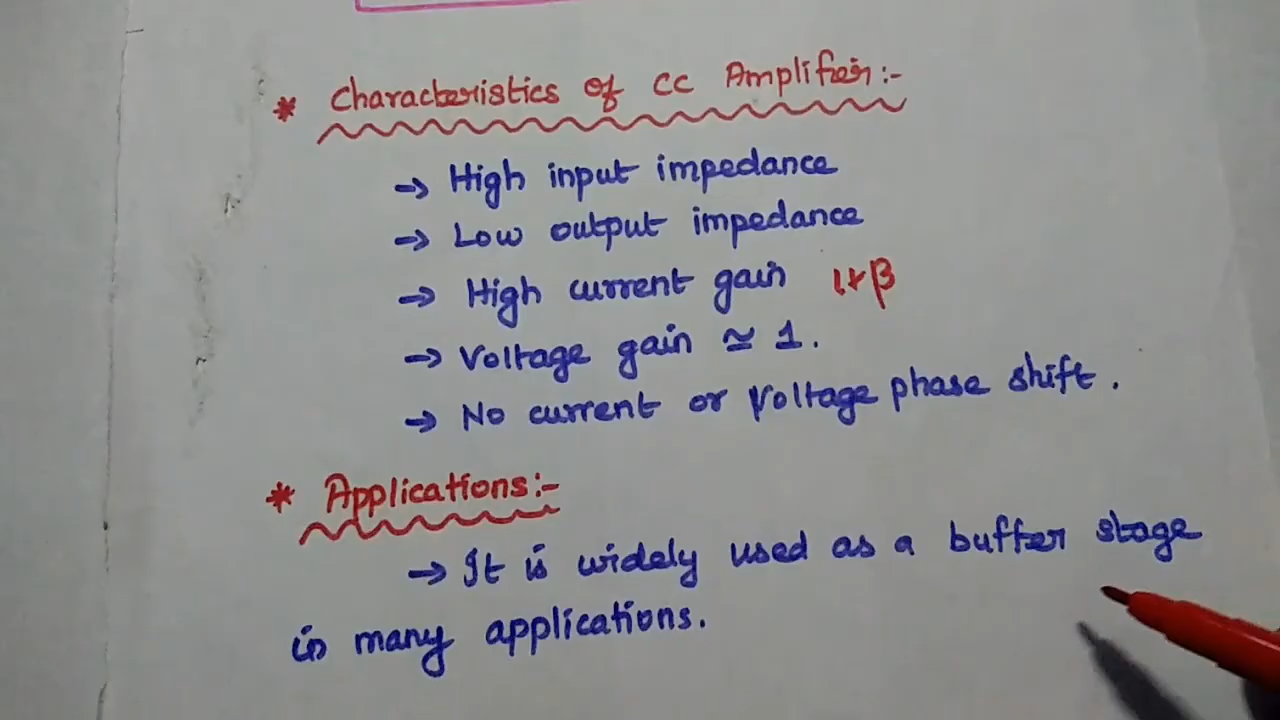 * Characteristics of CC Amplifier:-
→ High input impedance
→ Low output impedance
→ High current gain 1+β
→ Voltage gain ≃ 1.
→ No current or Voltage phase shift.
* Applications:-
→ It is widely used as a buffer stage
in many applications.